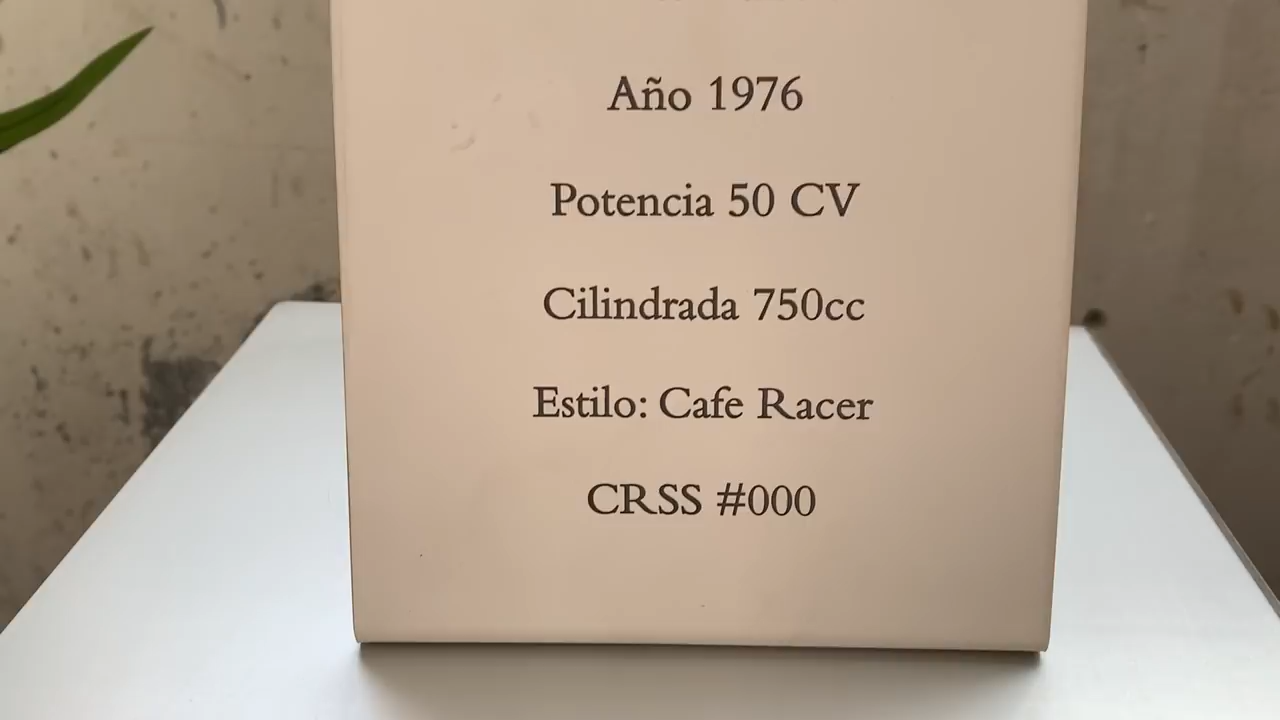 Año 1976
Potencia 50 CV
Cilindrada 750cc
Estilo: Cafe Racer
CRSS #000